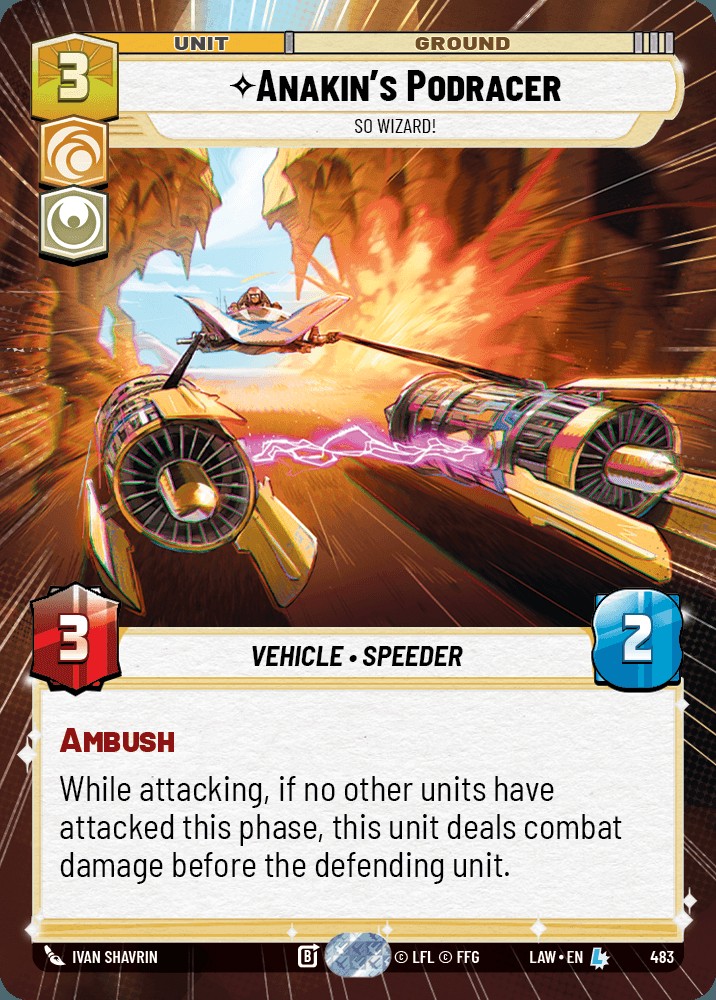 UNIT GROUND
3
✧ANAKIN'S PODRACER
SO WIZARD!
3
VEHICLE • SPEEDER
2
AMBUSH
While attacking, if no other units have
attacked this phase, this unit deals combat
damage before the defending unit.
IVAN SHAVRIN B © LFL © FFG LAW • EN L 483